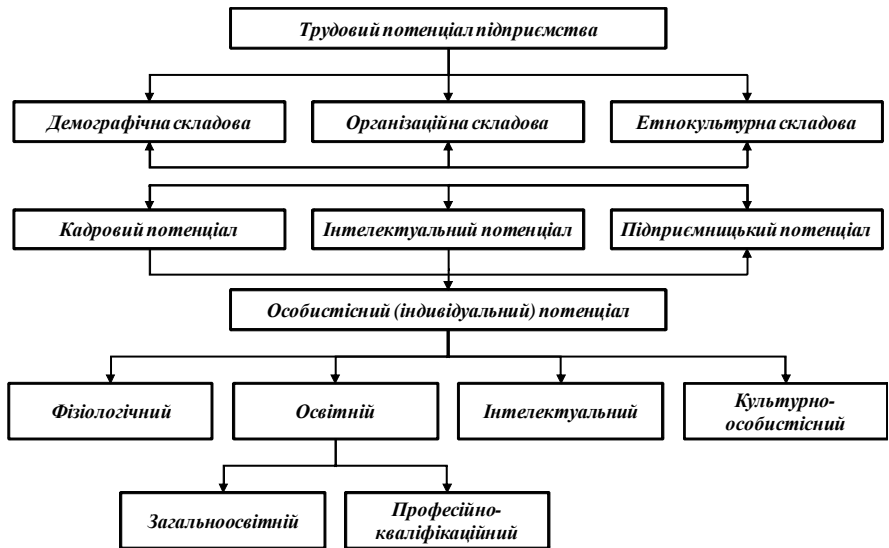 Трудовий потенціал підприємства
Демографічна складова
Організаційна складова
Етнокультурна складова
Кадровий потенціал
Інтелектуальний потенціал
Підприємницький потенціал
Особистісний (індивідуальний) потенціал
Фізіологічний
Освітній
Інтелектуальний
Культурно-
особистісний
Загальноосвітній
Професійно-
кваліфікаційний